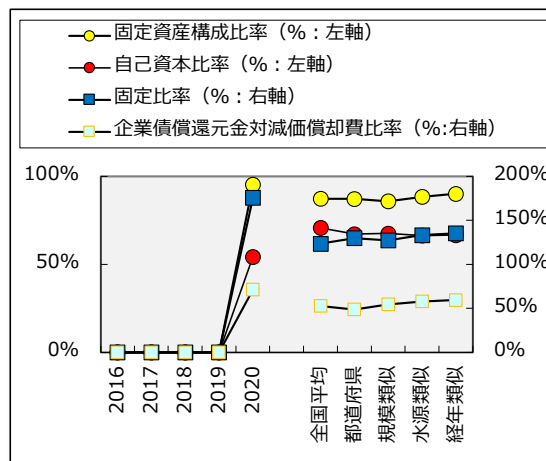 固定資産構成比率（%：左軸）
自己資本比率（%：左軸）
固定比率（%：右軸）
企業債償還元金対減価償却費比率（%:右軸）
100%
50%
0%
200%
150%
100%
50%
0%
2016
2017
2018
2019
2020
全国平均
都道府県
規模類似
水源類似
経年類似